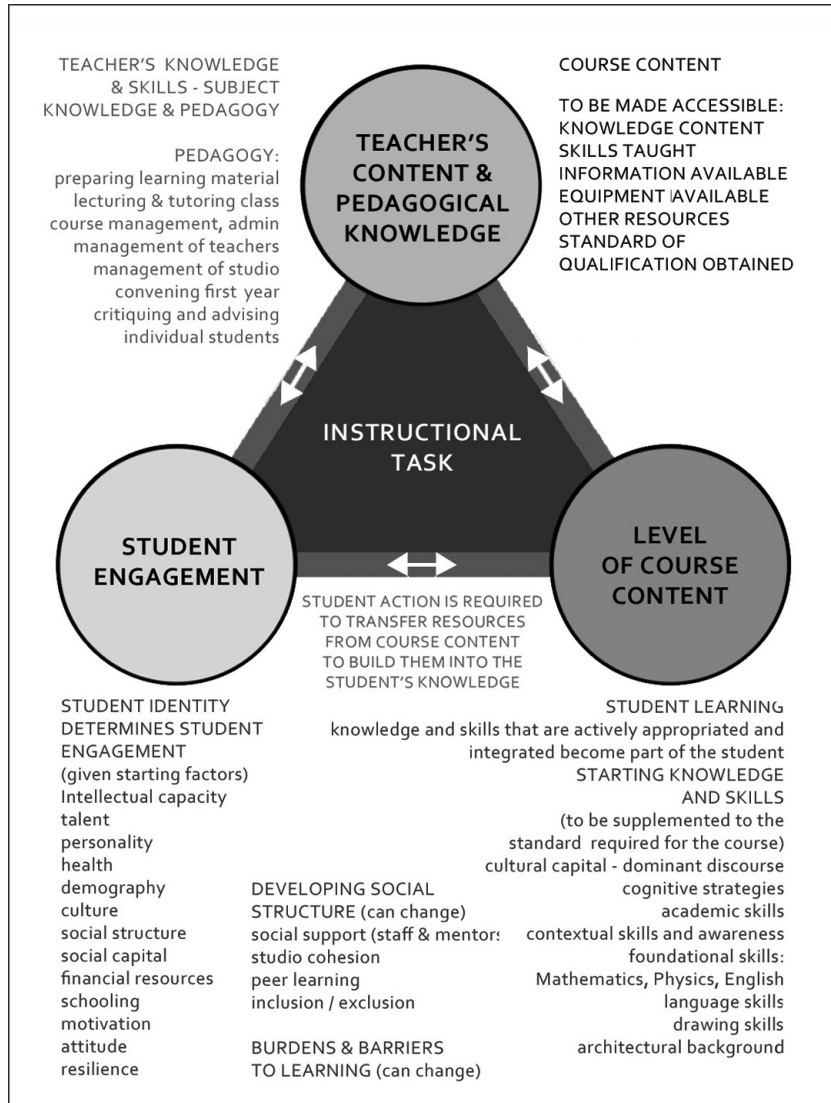 TEACHER'S KNOWLEDGE
& SKILLS - SUBJECT
KNOWLEDGE & PEDAGOGY
PEDAGOGY:
preparing learning material
lecturing & tutoring class
course management, admin
management of teachers
management of studio
convening first year
critiquing and advising
individual students
TEACHER'S
CONTENT &
PEDAGOGICAL
KNOWLEDGE
COURSE CONTENT
TO BE MADE ACCESSIBLE:
KNOWLEDGE CONTENT
SKILLS TAUGHT
INFORMATION AVAILABLE
EQUIPMENT AVAILABLE
OTHER RESOURCES
STANDARD OF
QUALIFICATION OBTAINED
INSTRUCTIONAL
TASK
STUDENT
ENGAGEMENT
LEVEL
OF COURSE
CONTENT
STUDENT ACTION IS REQUIRED
TO TRANSFER RESOURCES
FROM COURSE CONTENT
TO BUILD THEM INTO THE
STUDENT'S KNOWLEDGE
STUDENT IDENTITY
DETERMINES STUDENT
ENGAGEMENT
(given starting factors)
Intellectual capacity
talent
personality
health
demography
culture
social structure
social capital
financial resources
schooling
motivation
attitude
resilience
DEVELOPING SOCIAL
STRUCTURE (can change)
social support (staff & mentors
studio cohesion
peer learning
inclusion / exclusion
BURDENS & BARRIERS
TO LEARNING (can change)
STUDENT LEARNING
knowledge and skills that are actively appropriated and
integrated become part of the student
STARTING KNOWLEDGE
AND SKILLS
(to be supplemented to the
standard required for the course)
cultural capital - dominant discourse
cognitive strategies
academic skills
contextual skills and awareness
foundational skills:
Mathematics, Physics, English
language skills
drawing skills
architectural background